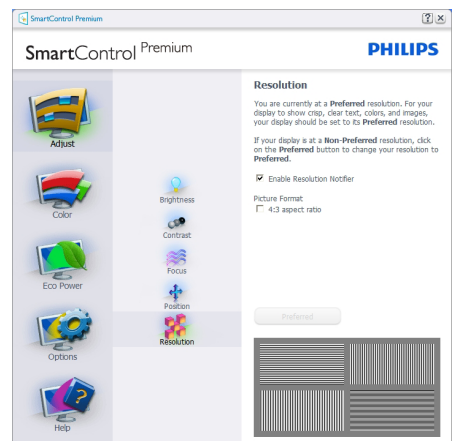 SmartControl Premium
SmartControl Premium
PHILIPS
Adjust
Color
Eco Power
Options
Help
Brightness
Contrast
Focus
Position
Resolution
Resolution
You are currently at a Preferred resolution. For your
display to show crisp, clear text, colors, and images,
your display should be set to its Preferred resolution.
If your display is at a Non-Preferred resolution, click
on the Preferred button to change your resolution to
Preferred.
Enable Resolution Notifier
Picture Format
4:3 aspect ratio
Preferred